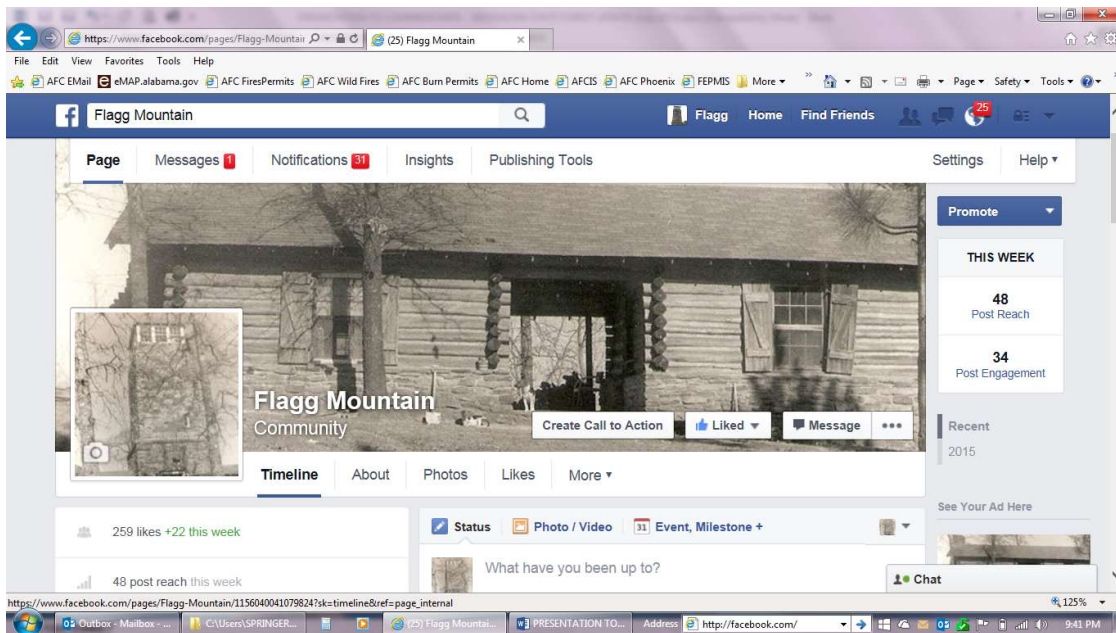 https://www.facebook.com/pages/Flagg-Mountair
(25) Flagg Mountain
File Edit View Favorites Tools Help
AFC EMail eMAP.alabama.gov AFC FiresPermits AFC Wild Fires AFC Burn Permits AFC Home AFCIS AFC Phoenix FEPMIS More Page Safety Tools
Flagg Mountain Flagg Home Find Friends 25
Page Messages 1 Notifications 31 Insights Publishing Tools Settings Help
Promote
THIS WEEK
48
Post Reach
34
Post Engagement
Flagg Mountain
Community
Create Call to Action Liked Message
Recent
2015
Timeline About Photos Likes More
See Your Ad Here
259 likes +22 this week
Status Photo / Video 31 Event, Milestone +
What have you been up to?
48 post reach this week
1 Chat
https://www.facebook.com/pages/Flagg-Mountain/1156040041079824?sk=timeline&ref=page_internal
125%
Outbox - Mailbox - ... C:\Users\SPRINGER... (25) Flagg Mountai... PRESENTATION TO... Address http://facebook.com/ 9:41 PM